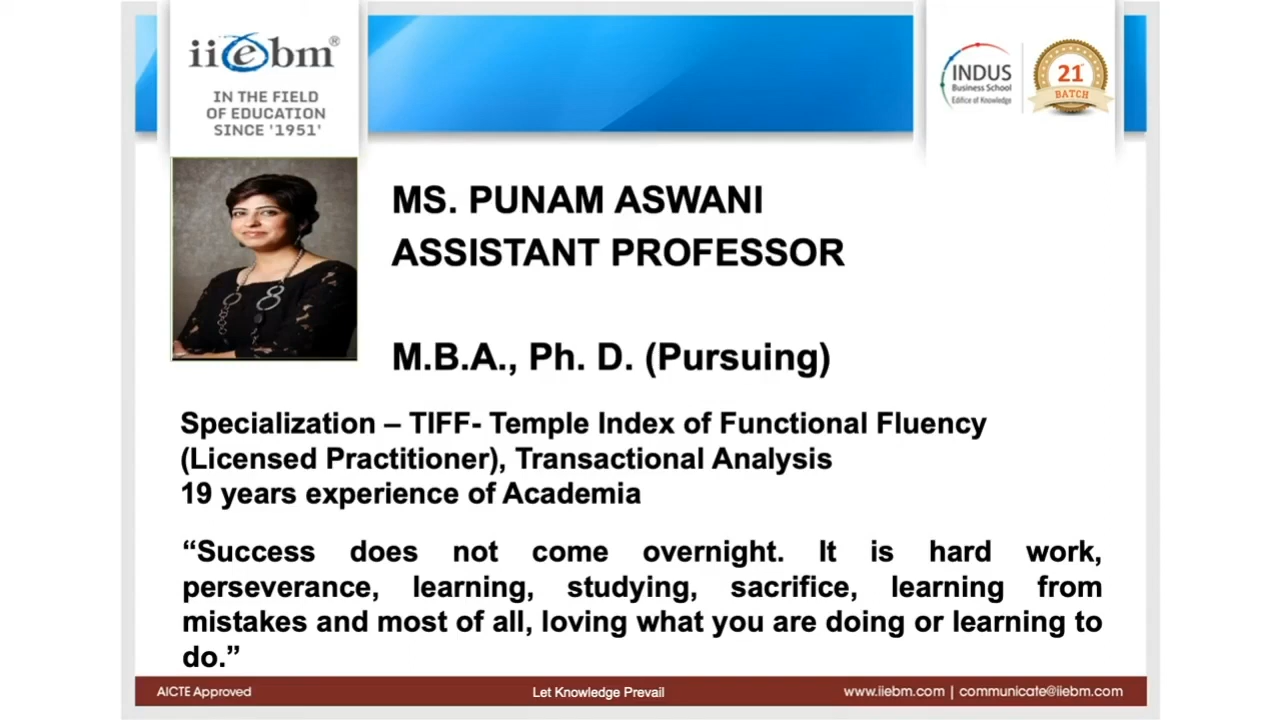 iiebm®
IN THE FIELD
OF EDUCATION
SINCE '1951'
INDUS
Business School
Edifice of Knowledge
21st
BATCH
MS. PUNAM ASWANI
ASSISTANT PROFESSOR
M.B.A., Ph. D. (Pursuing)
Specialization – TIFF- Temple Index of Functional Fluency
(Licensed Practitioner), Transactional Analysis
19 years experience of Academia
“Success does not come overnight. It is hard work,
perseverance, learning, studying, sacrifice, learning from
mistakes and most of all, loving what you are doing or learning to
do.”
AICTE Approved
Let Knowledge Prevail
www.iiebm.com | communicate@iiebm.com